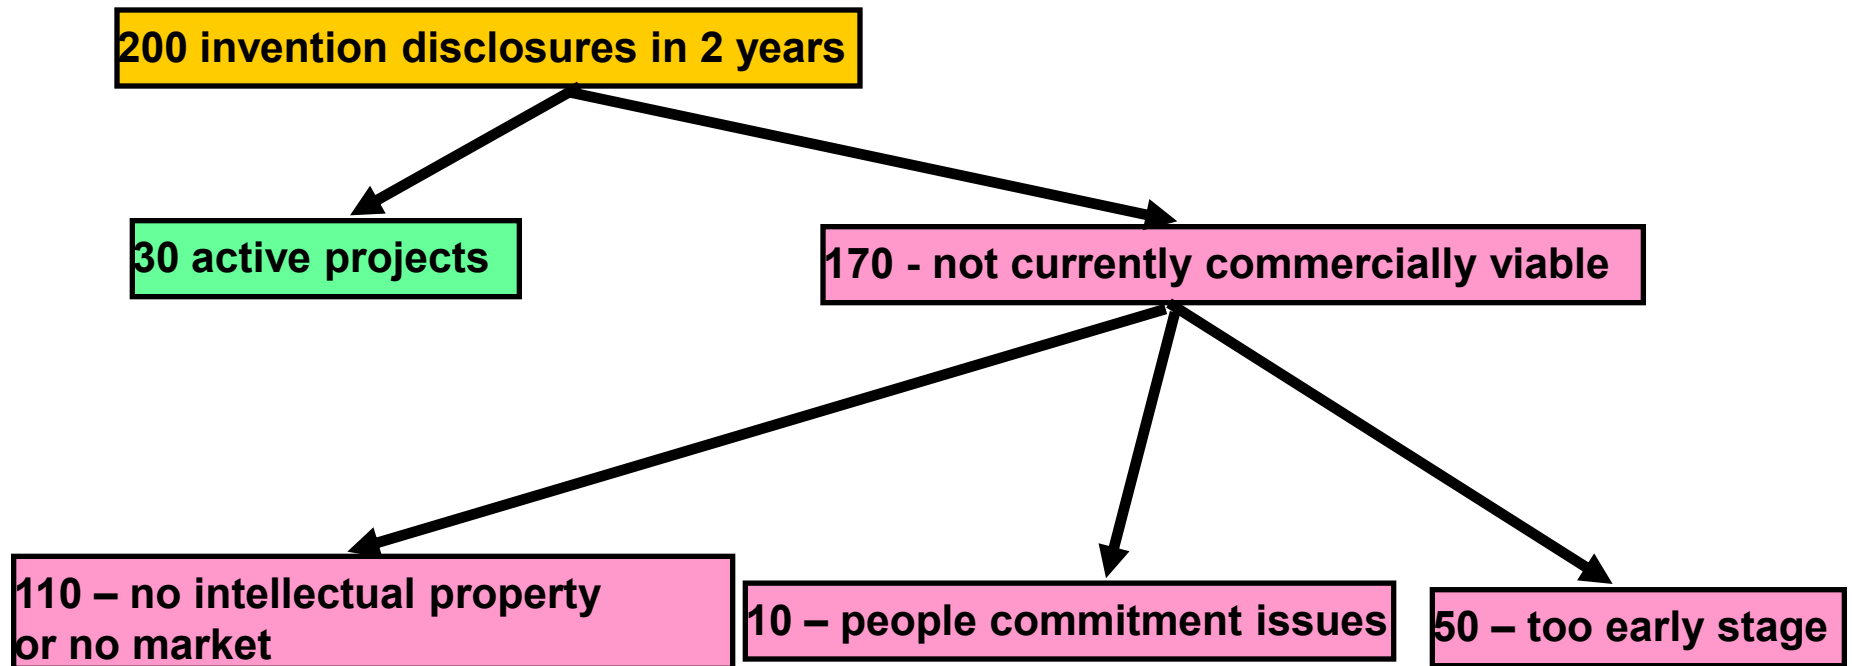 200 invention disclosures in 2 years
30 active projects
170 - not currently commercially viable
110 – no intellectual property
or no market
10 – people commitment issues
50 – too early stage